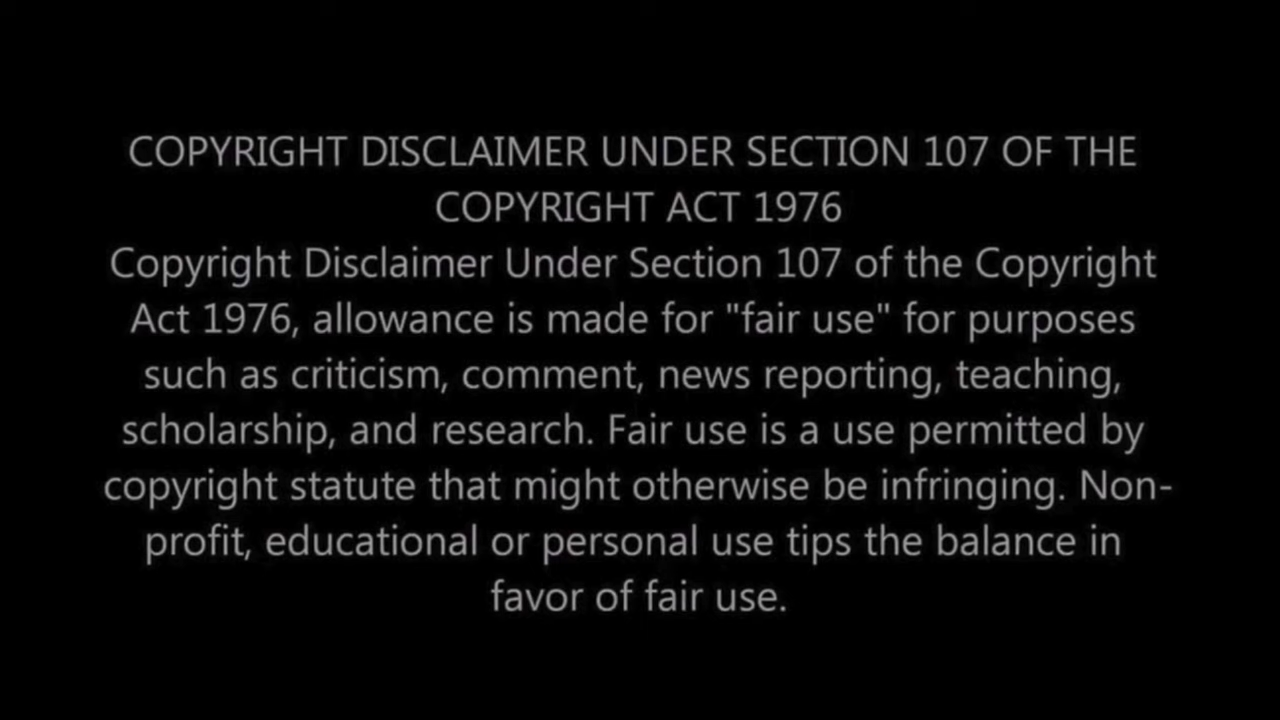 COPYRIGHT DISCLAIMER UNDER SECTION 107 OF THE
COPYRIGHT ACT 1976
Copyright Disclaimer Under Section 107 of the Copyright
Act 1976, allowance is made for "fair use" for purposes
such as criticism, comment, news reporting, teaching,
scholarship, and research. Fair use is a use permitted by
copyright statute that might otherwise be infringing. Non-
profit, educational or personal use tips the balance in
favor of fair use.